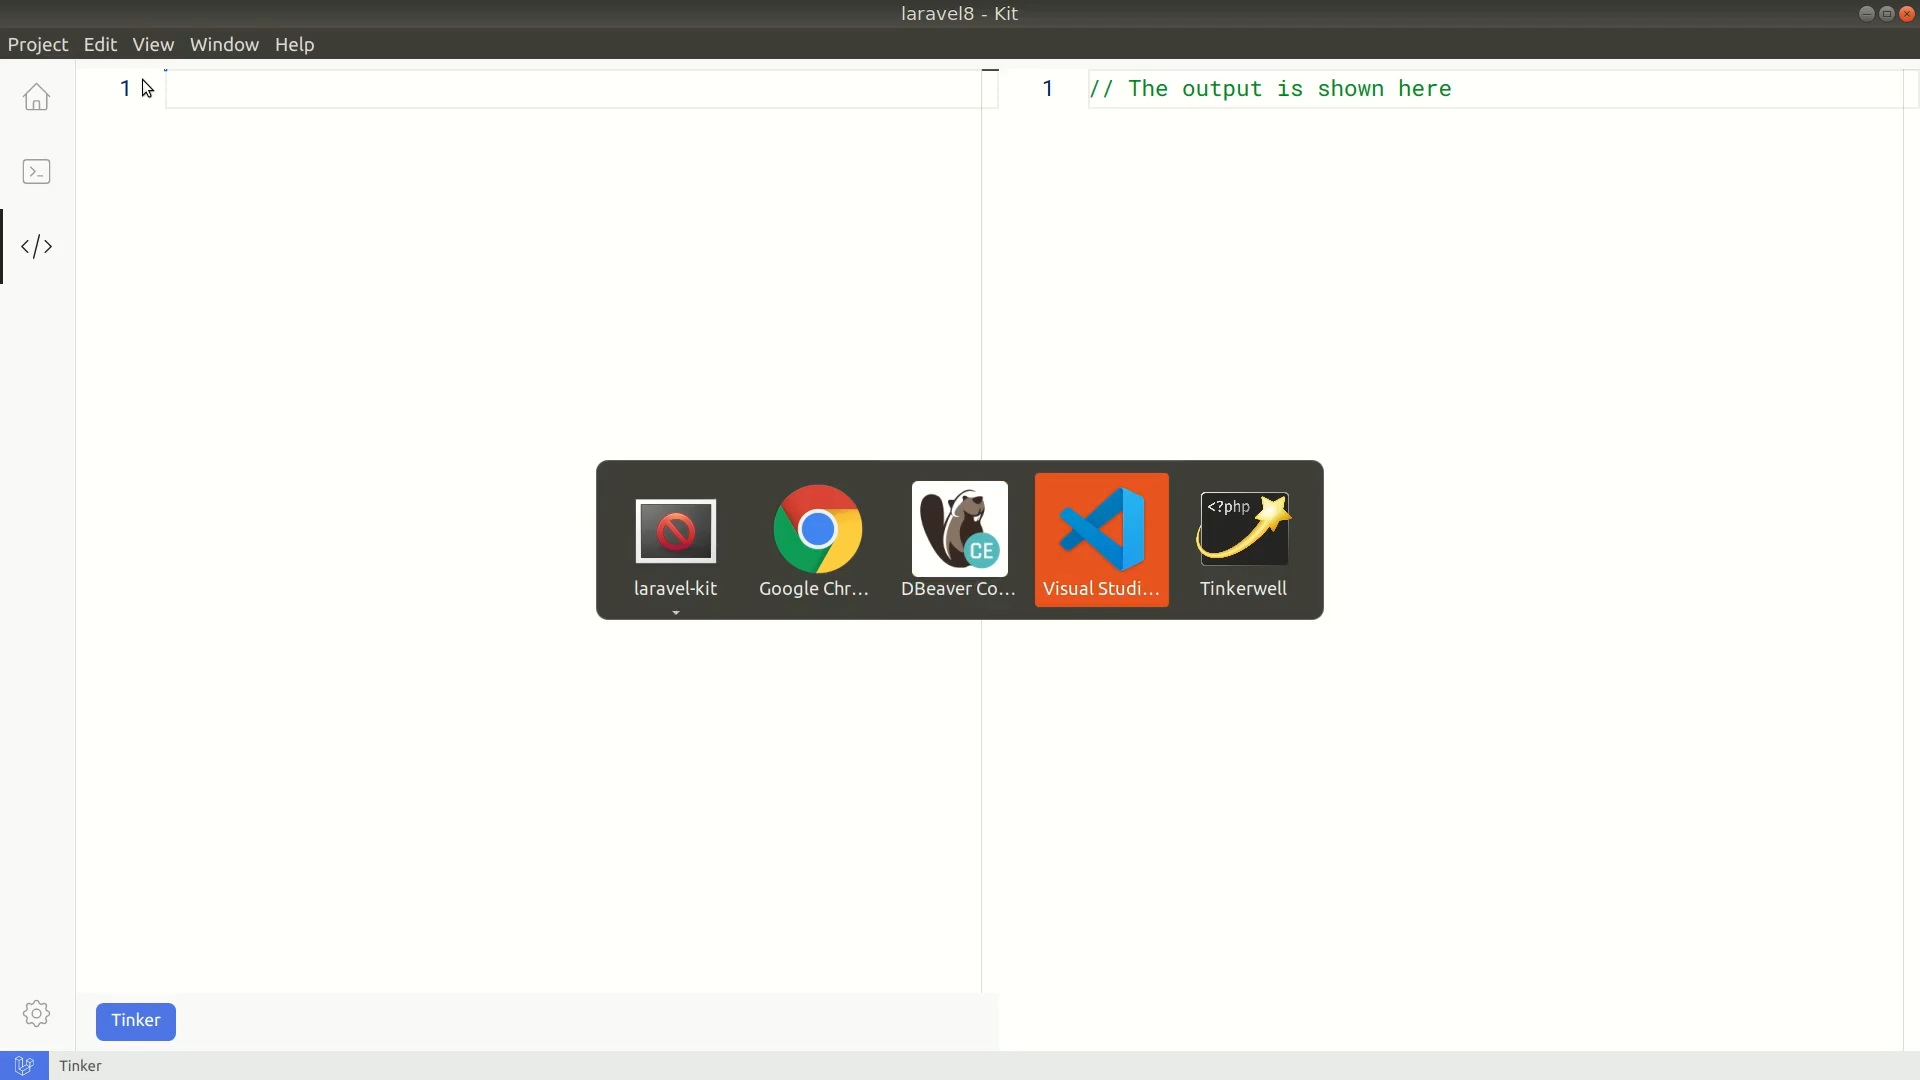 laravel8 - Kit
Project Edit View Window Help
1
1 // The output is shown here
>_
</>
<?php
CE
laravel-kit Google Chr... DBeaver Co... Visual Studi... Tinkerwell
Tinker
Tinker